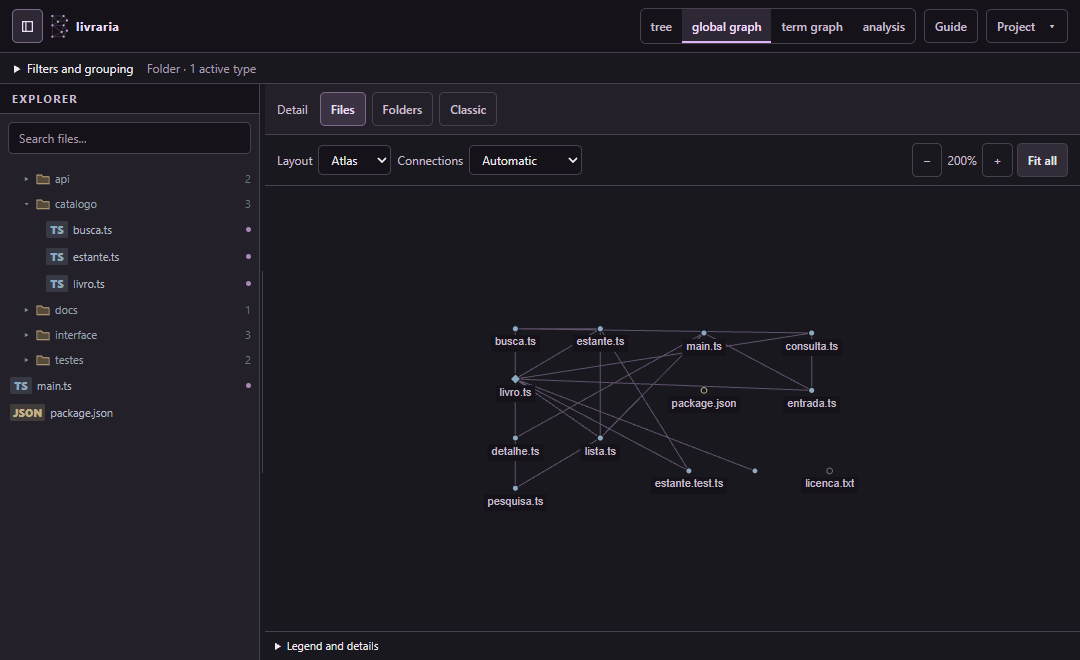 livraria
tree global graph term graph analysis Guide Project
Filters and grouping Folder · 1 active type
EXPLORER
Detail Files Folders Classic
Search files...
Layout Atlas Connections Automatic − 200% + Fit all
api 2
catalogo 3
TS busca.ts
TS estante.ts
TS livro.ts
docs 1
interface 3
testes 2
TS main.ts
JSON package.json
busca.ts estante.ts main.ts consulta.ts
livro.ts package.json entrada.ts
detalhe.ts lista.ts
estante.test.ts licenca.txt
pesquisa.ts
Legend and details